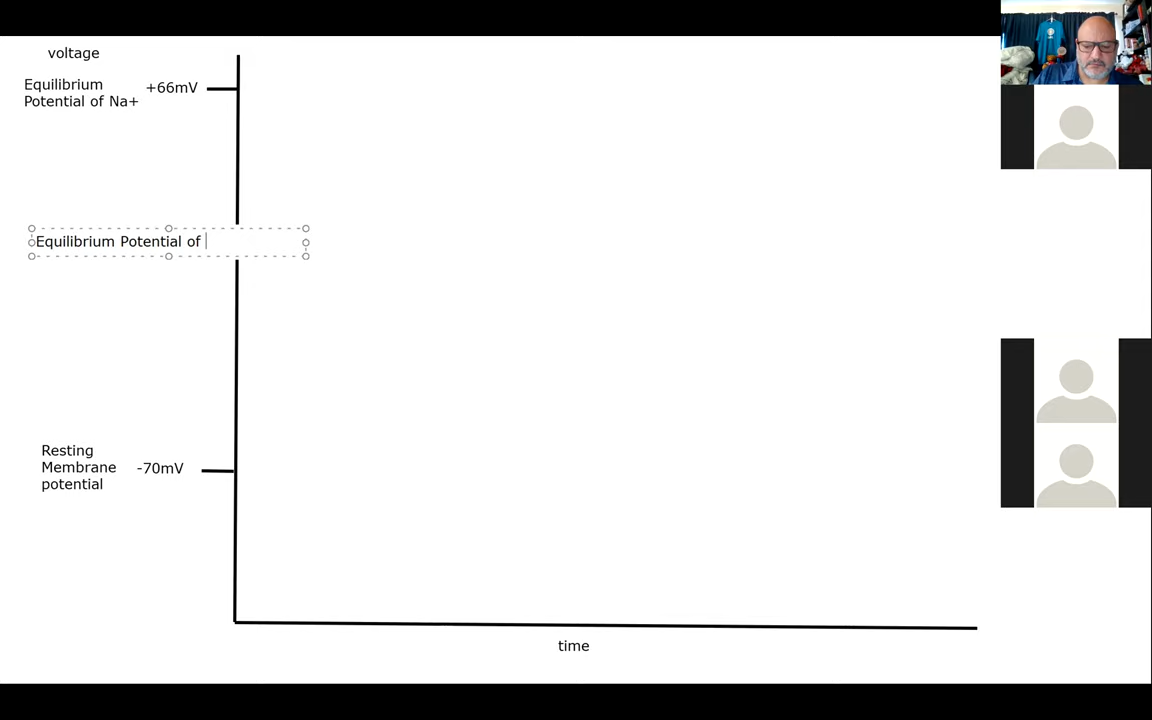 voltage
Equilibrium
Potential of Na+
+66mV
Equilibrium Potential of
Resting
Membrane
potential
-70mV
time